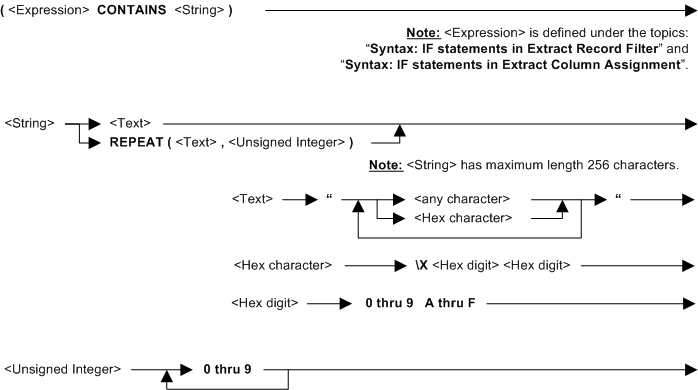 ( <Expression> CONTAINS <String> )
Note: <Expression> is defined under the topics:
“Syntax: IF statements in Extract Record Filter” and
“Syntax: IF statements in Extract Column Assignment”.
<String> <Text>
REPEAT ( <Text> , <Unsigned Integer> )
Note: <String> has maximum length 256 characters.
<Text> “ <any character> “
<Hex character>
<Hex character> \X <Hex digit> <Hex digit>
<Hex digit> 0 thru 9 A thru F
<Unsigned Integer> 0 thru 9